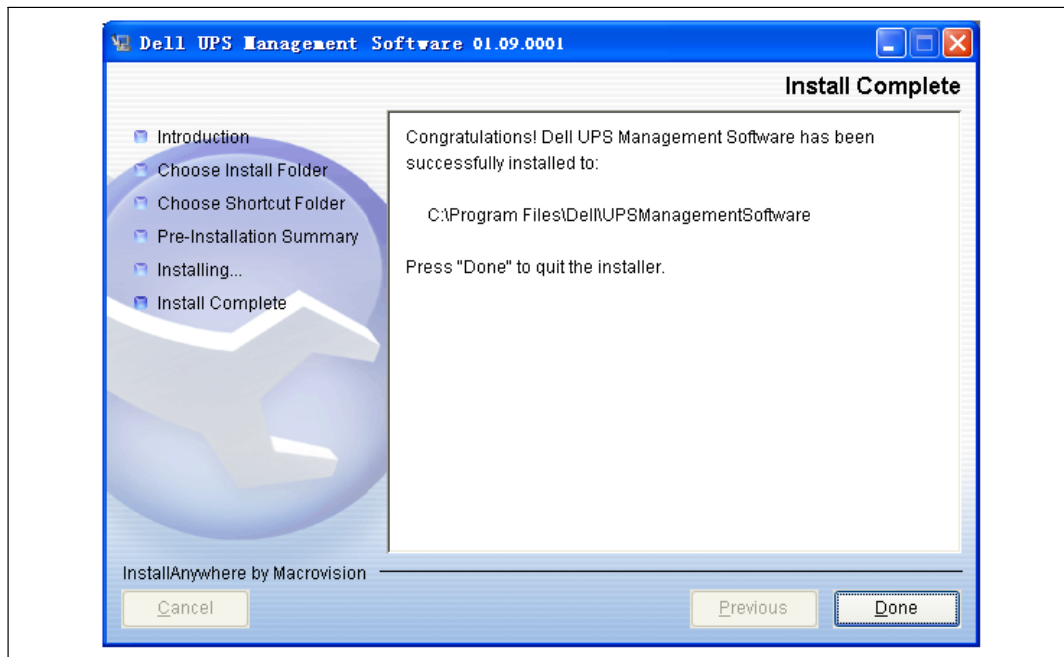 Dell UPS Management Software 01.09.0001
Install Complete
Introduction
Choose Install Folder
Choose Shortcut Folder
Pre-Installation Summary
Installing...
Install Complete
Congratulations! Dell UPS Management Software has been
successfully installed to:
C:\Program Files\Dell\UPSManagementSoftware
Press "Done" to quit the installer.
InstallAnywhere by Macrovision
Cancel
Previous
Done